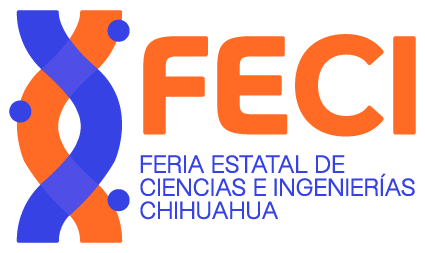 FECI
FERIA ESTATAL DE
CIENCIAS E INGENIERÍAS
CHIHUAHUA